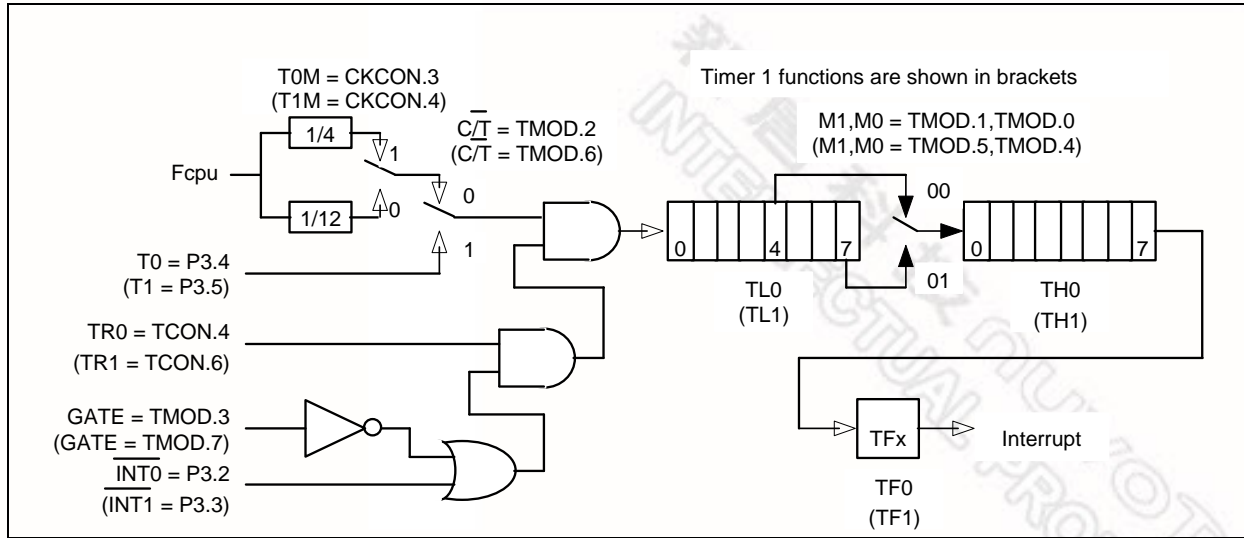 T0M = CKCON.3
(T1M = CKCON.4)
Timer 1 functions are shown in brackets
C/T = TMOD.2
(C/T = TMOD.6)
M1,M0 = TMOD.1,TMOD.0
(M1,M0 = TMOD.5,TMOD.4)
1/4
1
Fcpu
0
00
1/12
0
0
4
7
0
7
1
T0 = P3.4
(T1 = P3.5)
01
TL0
(TL1)
TH0
(TH1)
TR0 = TCON.4
(TR1 = TCON.6)
GATE = TMOD.3
(GATE = TMOD.7)
INT0 = P3.2
(INT1 = P3.3)
TFx
Interrupt
TF0
(TF1)